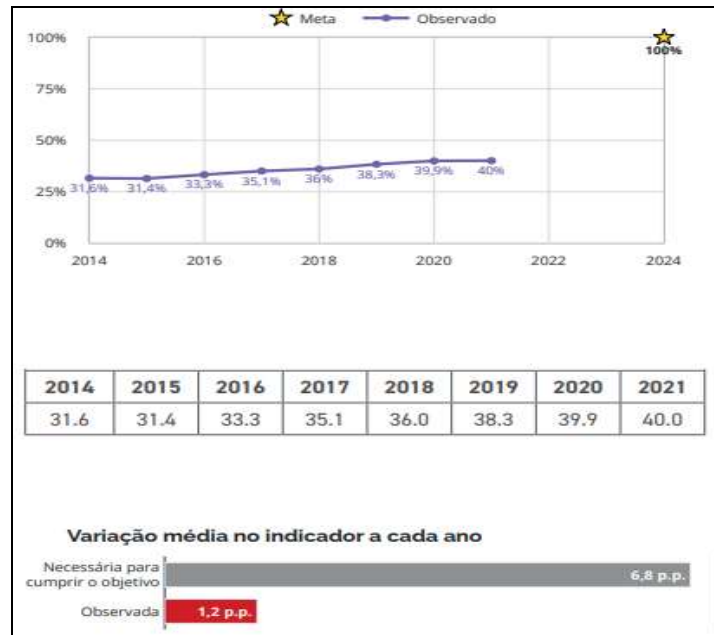 Meta Observado
100%
100%
75%
50%
31,6% 31,4% 33,3% 35,1% 36% 38,3% 39,9% 40%
25%
0%
2014 2016 2018 2020 2022 2024
2014 2015 2016 2017 2018 2019 2020 2021
31.6 31.4 33.3 35.1 36.0 38.3 39.9 40.0
Variação média no indicador a cada ano
Necessária para
cumprir o objetivo
6,8 p.p.
Observada 1,2 p.p.